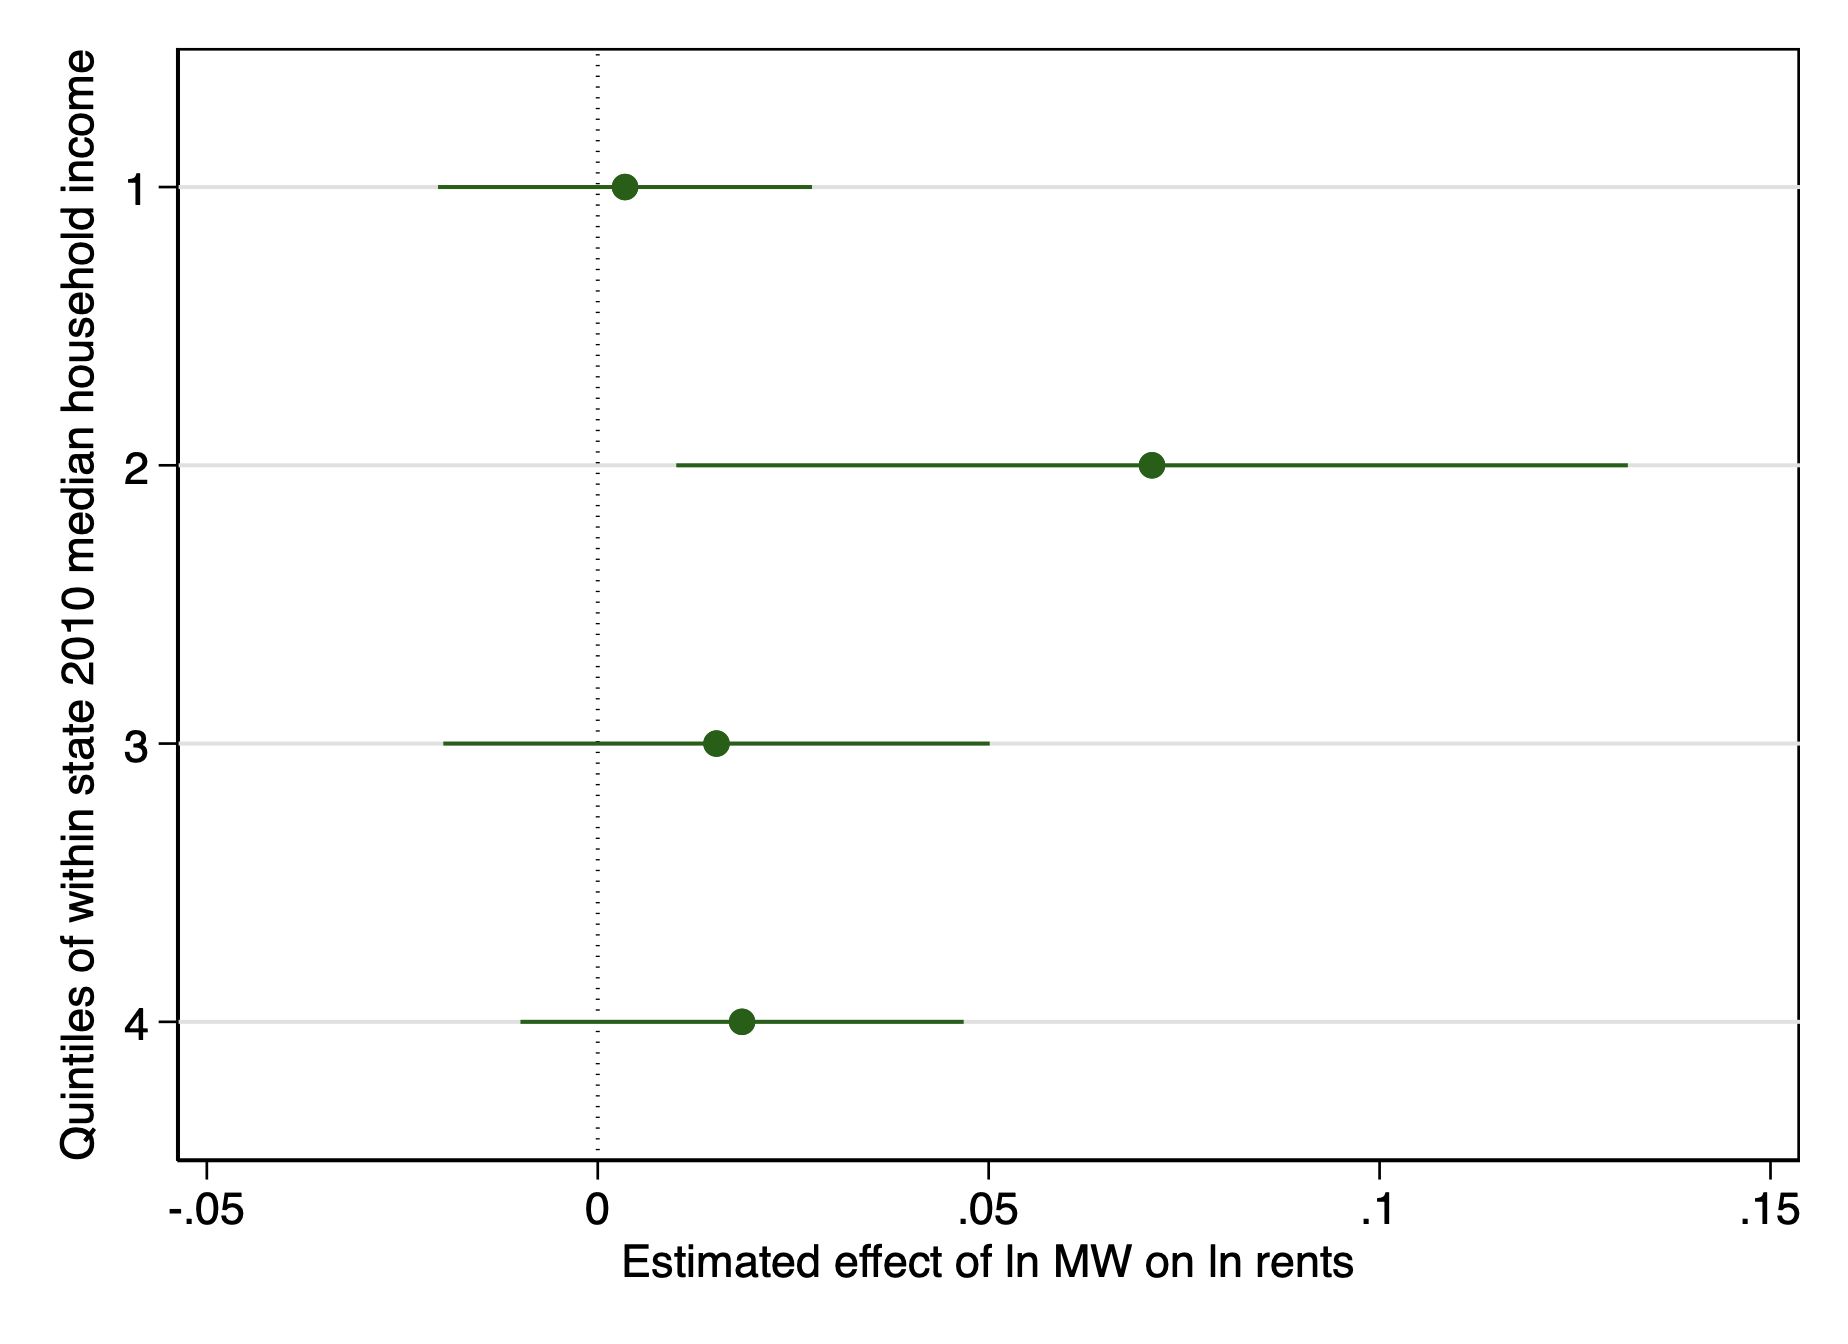 Quintiles of within state 2010 median household income
1
2
3
4
-.05 0 .05 .1 .15
Estimated effect of ln MW on ln rents